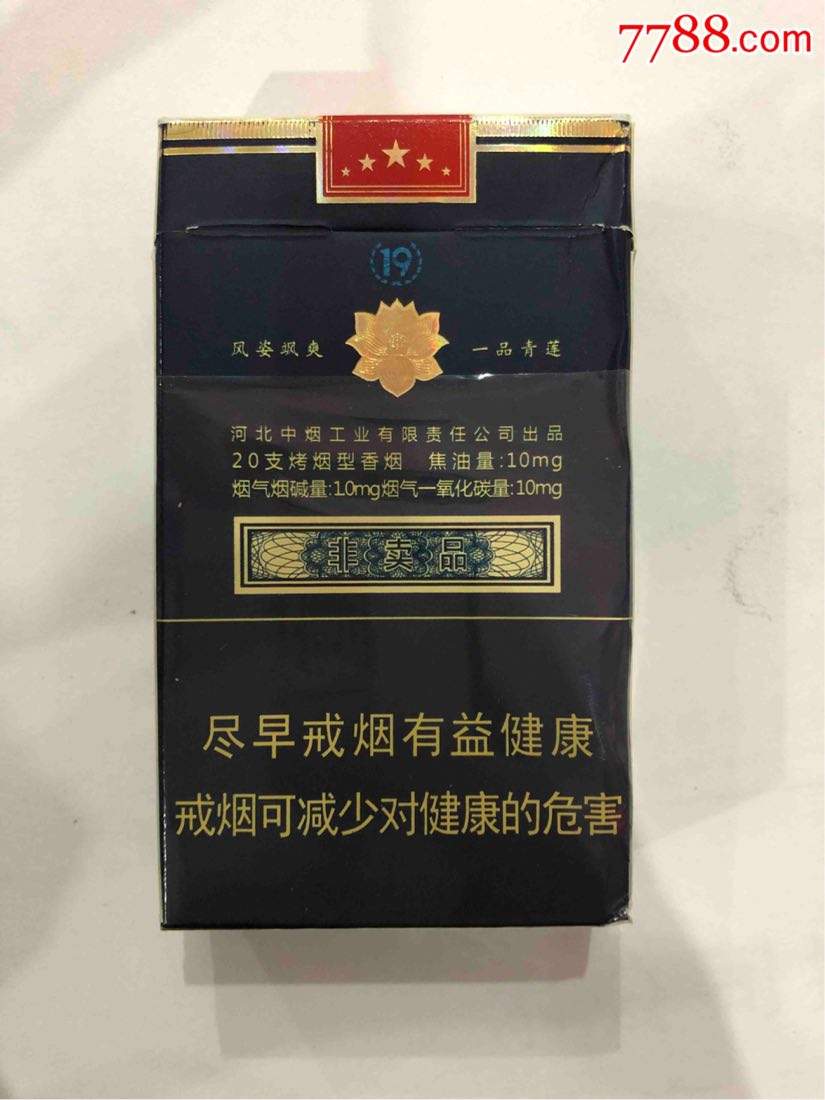 7788.com
19
风姿飒爽 一品青莲
河北中烟工业有限责任公司出品
20支烤烟型香烟 焦油量:10mg
烟气烟碱量:1.0mg烟气一氧化碳量:10mg
非卖品
尽早戒烟有益健康
戒烟可减少对健康的危害